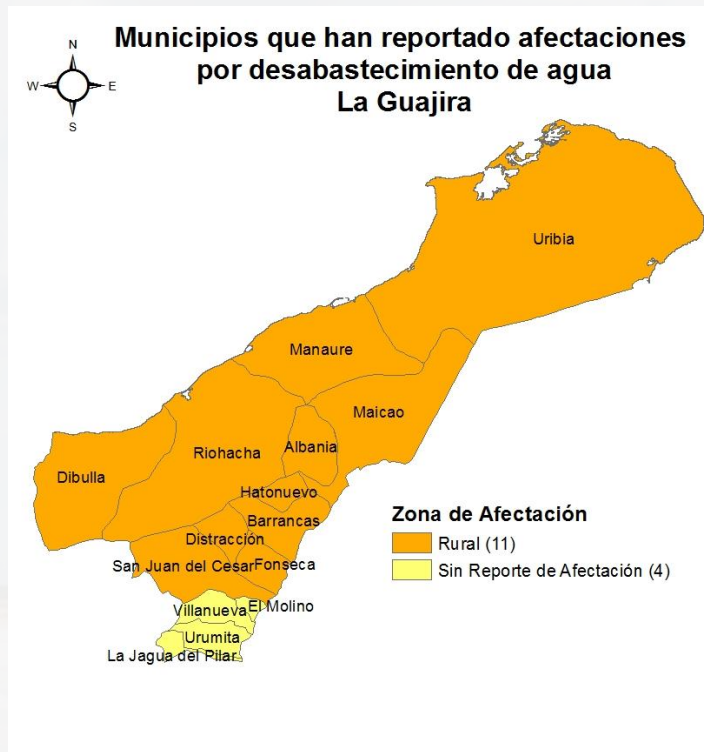 Municipios que han reportado afectaciones
por desabastecimiento de agua
La Guajira
N
W
E
S
Uribia
Manaure
Maicao
Albania
Riohacha
Dibulla
Hatonuevo
Barrancas
Distracción
San Juan del Cesar
Fonseca
Villanueva
El Molino
Urumita
La Jagua del Pilar
Zona de Afectación
Rural (11)
Sin Reporte de Afectación (4)